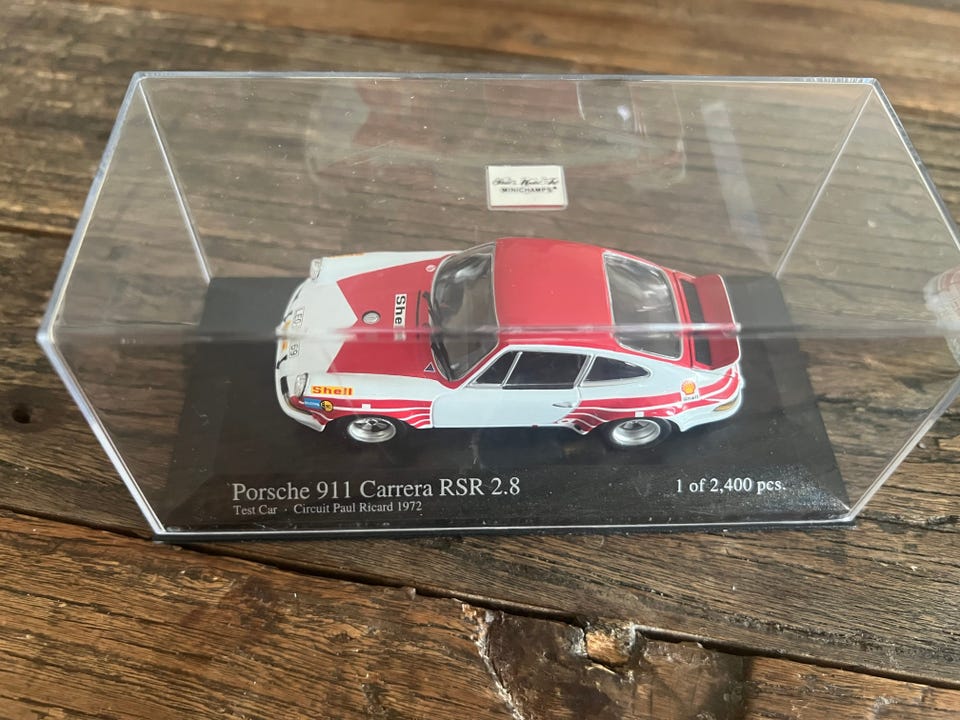 MINICHAMPS
Shell
Shell
Porsche 911 Carrera RSR 2.8
1 of 2,400 pcs.
Test Car · Circuit Paul Ricard 1972